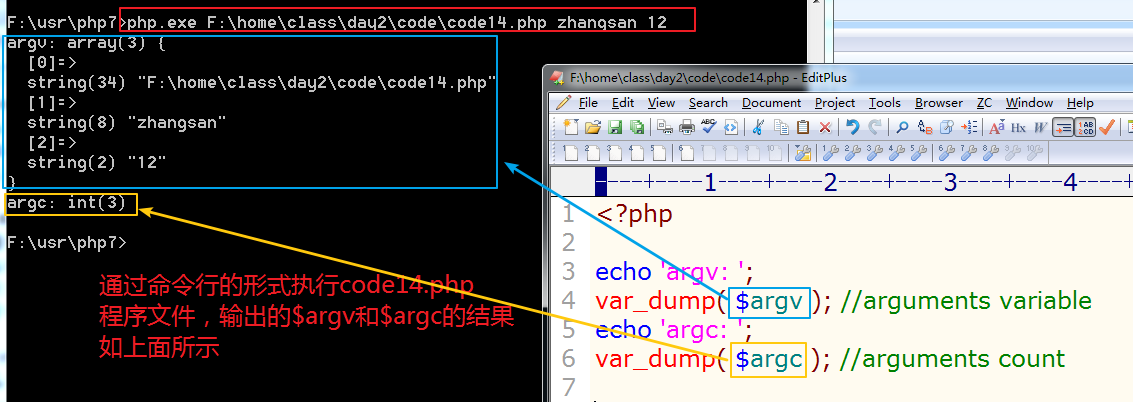 F:\usr\php7>php.exe F:\home\class\day2\code\code14.php zhangsan 12
argv: array(3) {
[0]=>
string(34) "F:\home\class\day2\code\code14.php"
[1]=>
string(8) "zhangsan"
[2]=>
string(2) "12"
}
argc: int(3)
F:\usr\php7>
通过命令行的形式执行code14.php
程序文件，输出的$argv和$argc的结果
如上面所示
F:\home\class\day2\code\code14.php - EditPlus
File Edit View Search Document Project Tools Browser ZC Window Help
----+----1----+----2----+----3----+----4----+
1 <?php
2
3 echo 'argv: ';
4 var_dump( $argv ); //arguments variable
5 echo 'argc: ';
6 var_dump( $argc ); //arguments count
7